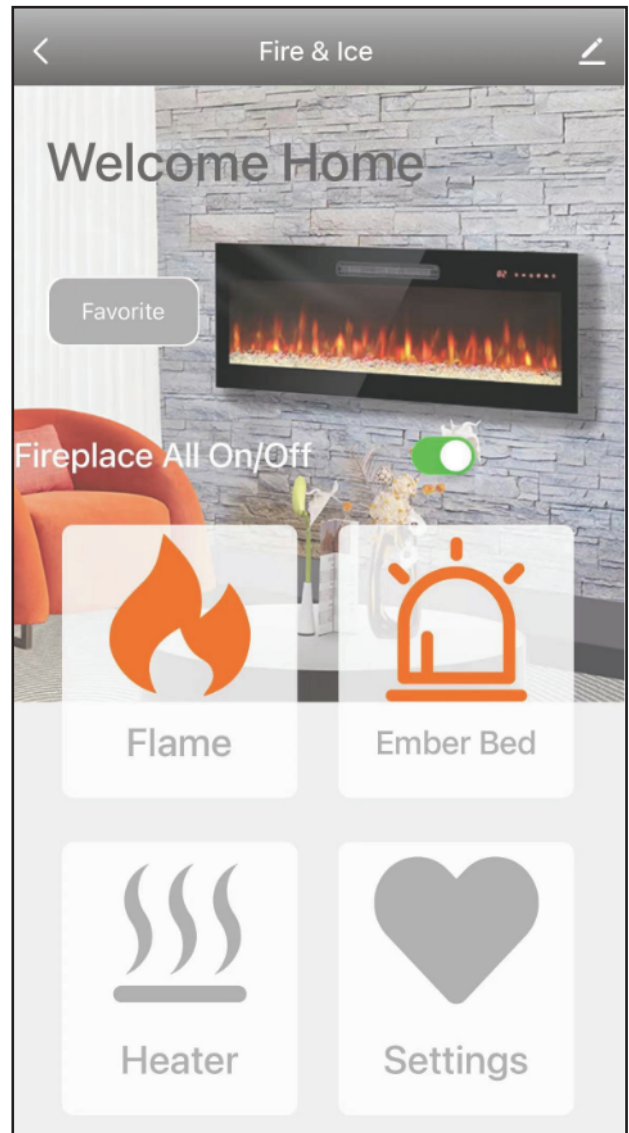 Fire & Ice
Welcome Home
Favorite
Fireplace All On/Off
Flame
Ember Bed
Heater
Settings